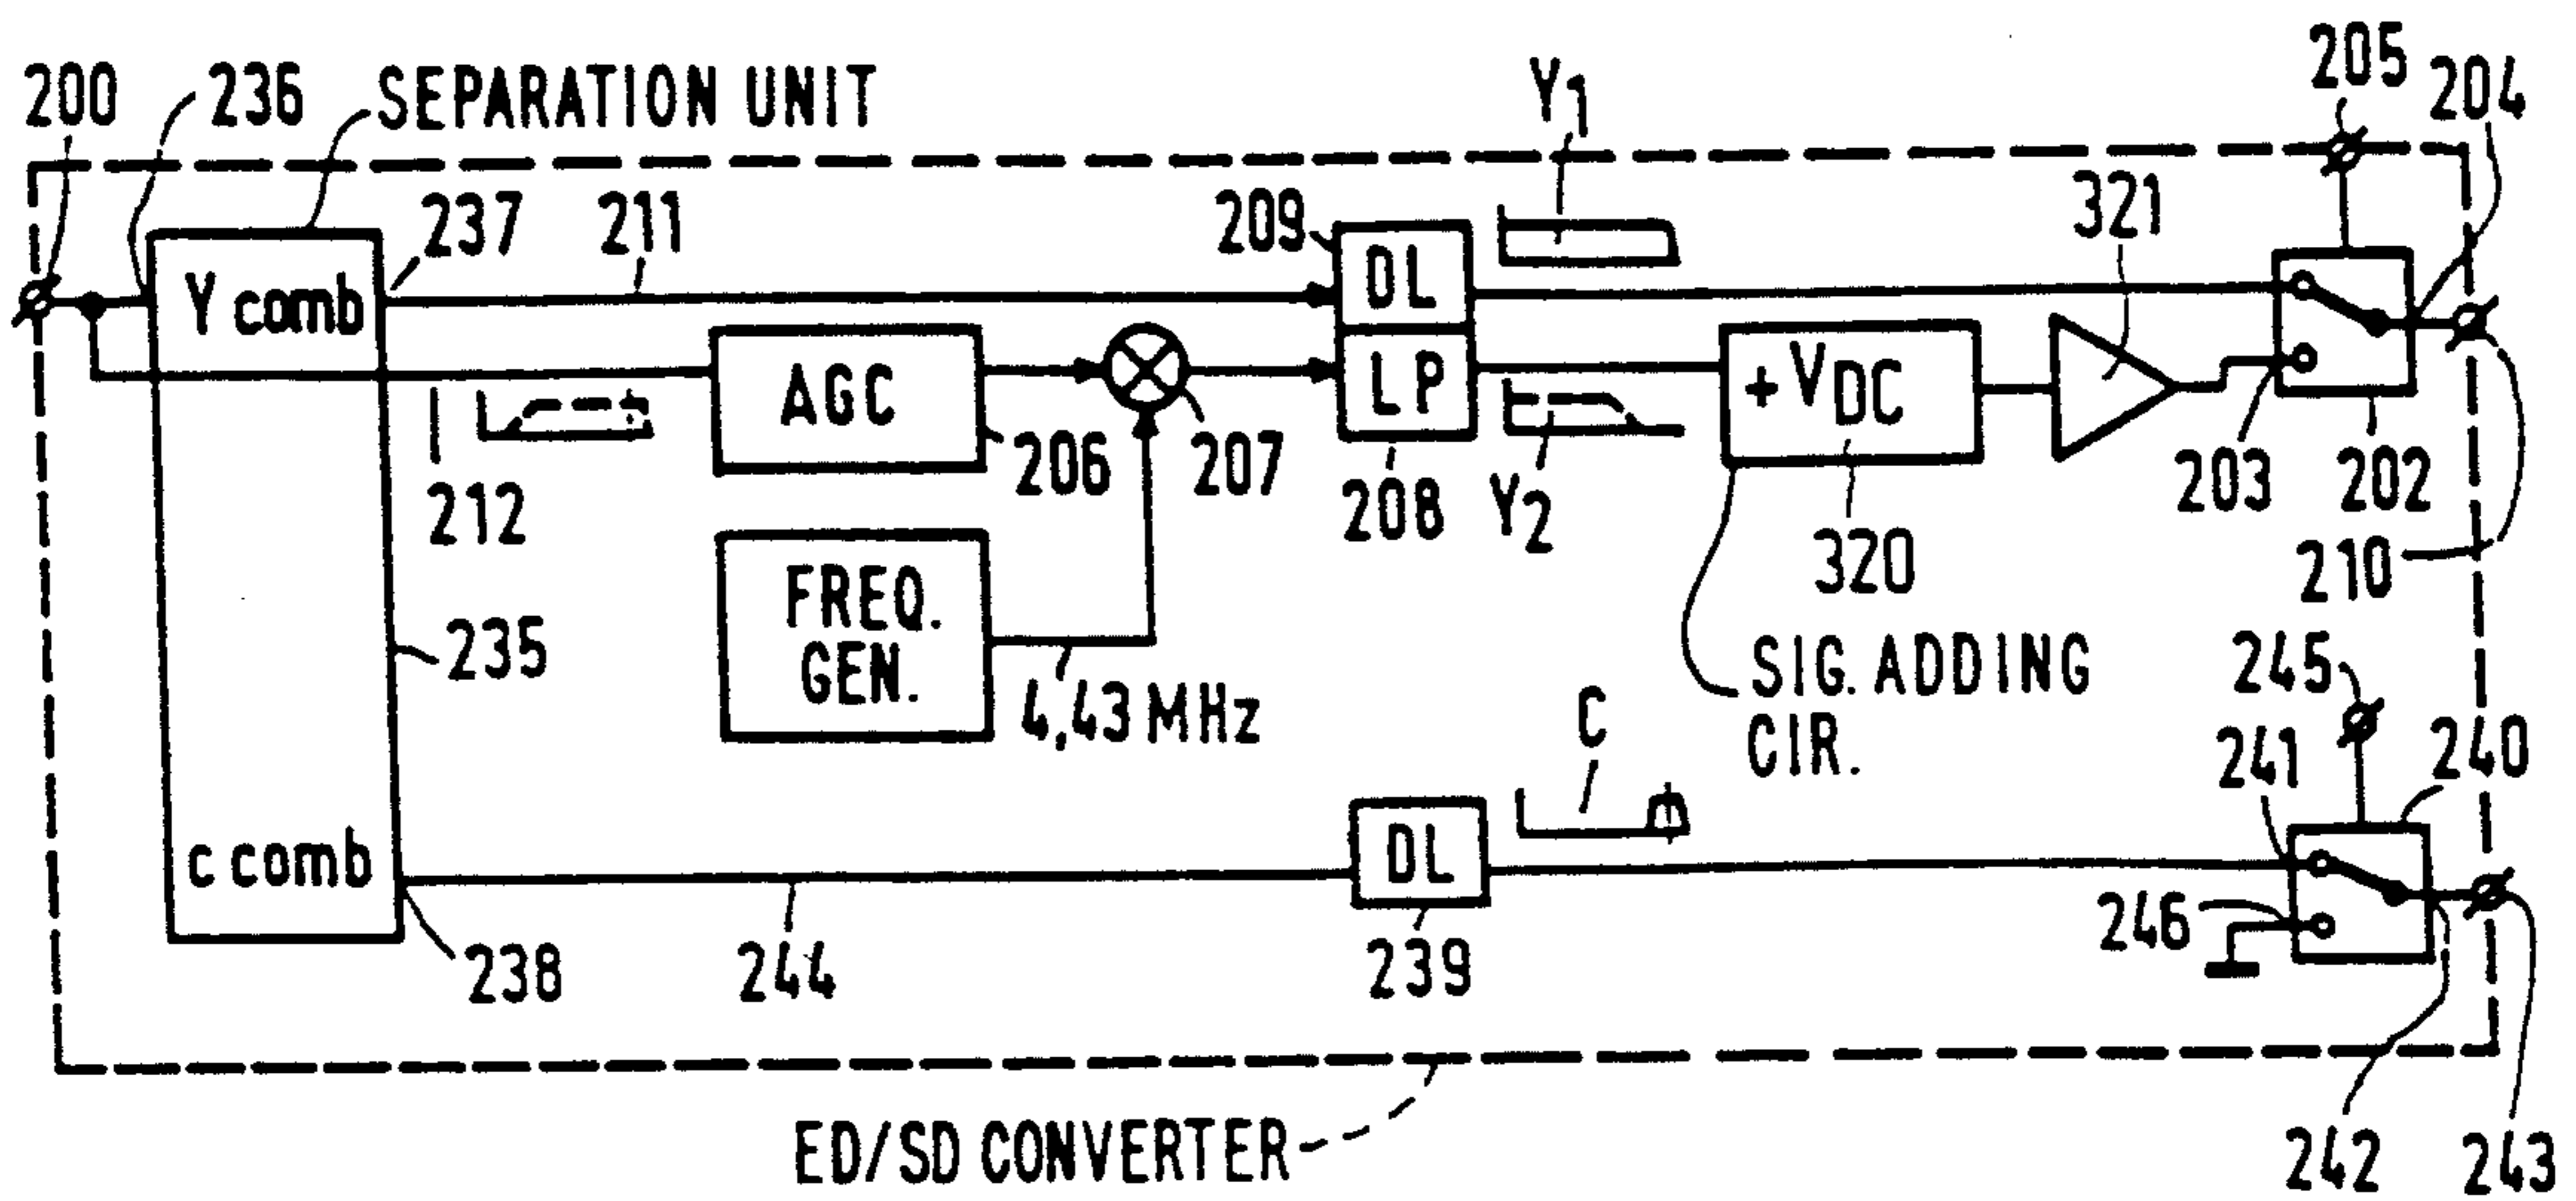 200
236
SEPARATION UNIT
Y1
205
204
237
211
209
DL
321
Y comb
AGC
LP
+ VDC
206
207
208
Y2
203
202
212
320
210
FREQ.
GEN.
235
4,43 MHz
SIG. ADDING
CIR.
245
C
241
240
c comb
DL
246
238
244
239
ED/SD CONVERTER
242
243